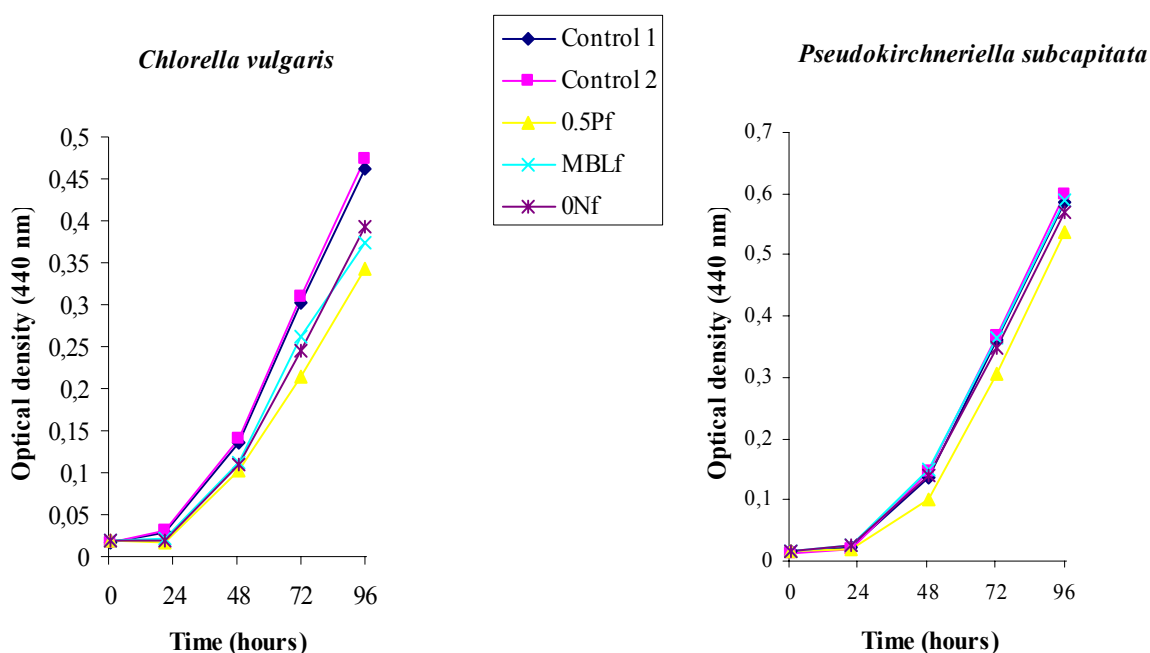 Chlorella vulgaris
Optical density (440 nm)
0,5
0,45
0,4
0,35
0,3
0,25
0,2
0,15
0,1
0,05
0
0 24 48 72 96
Time (hours)
Control 1
Control 2
0.5Pf
MBLf
0Nf
Pseudokirchneriella subcapitata
Optical density (440 nm)
0,7
0,6
0,5
0,4
0,3
0,2
0,1
0
0 24 48 72 96
Time (hours)